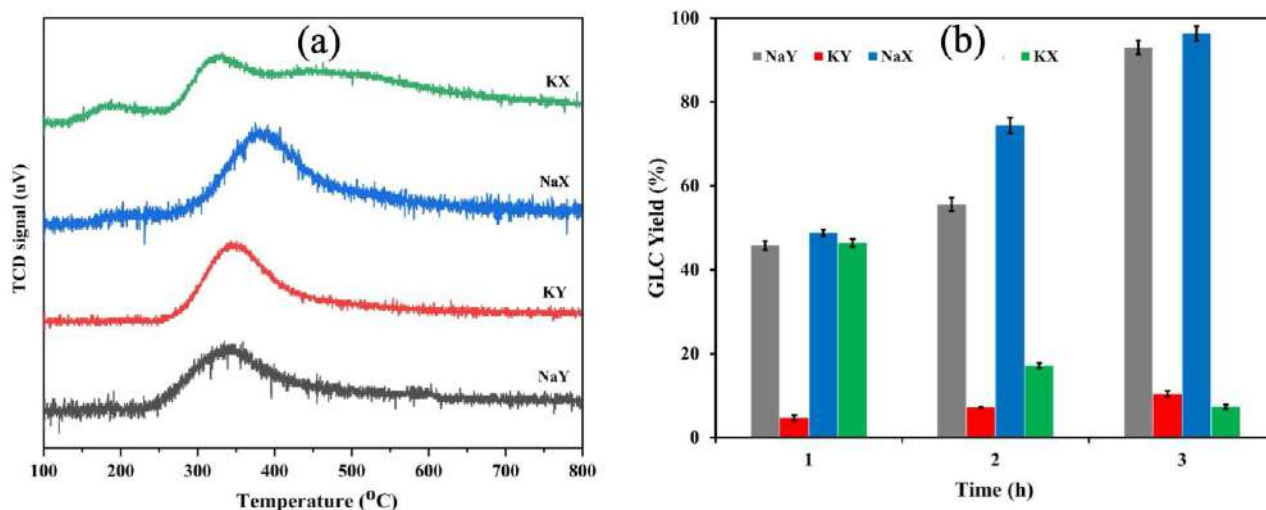 (a)
KX
NaX
KY
NaY
TCD signal (uV)
100 200 300 400 500 600 700 800
Temperature (⁰C)
(b)
NaY KY NaX KX
100
80
60
40
20
0
GLC Yield (%)
1 2 3
Time (h)